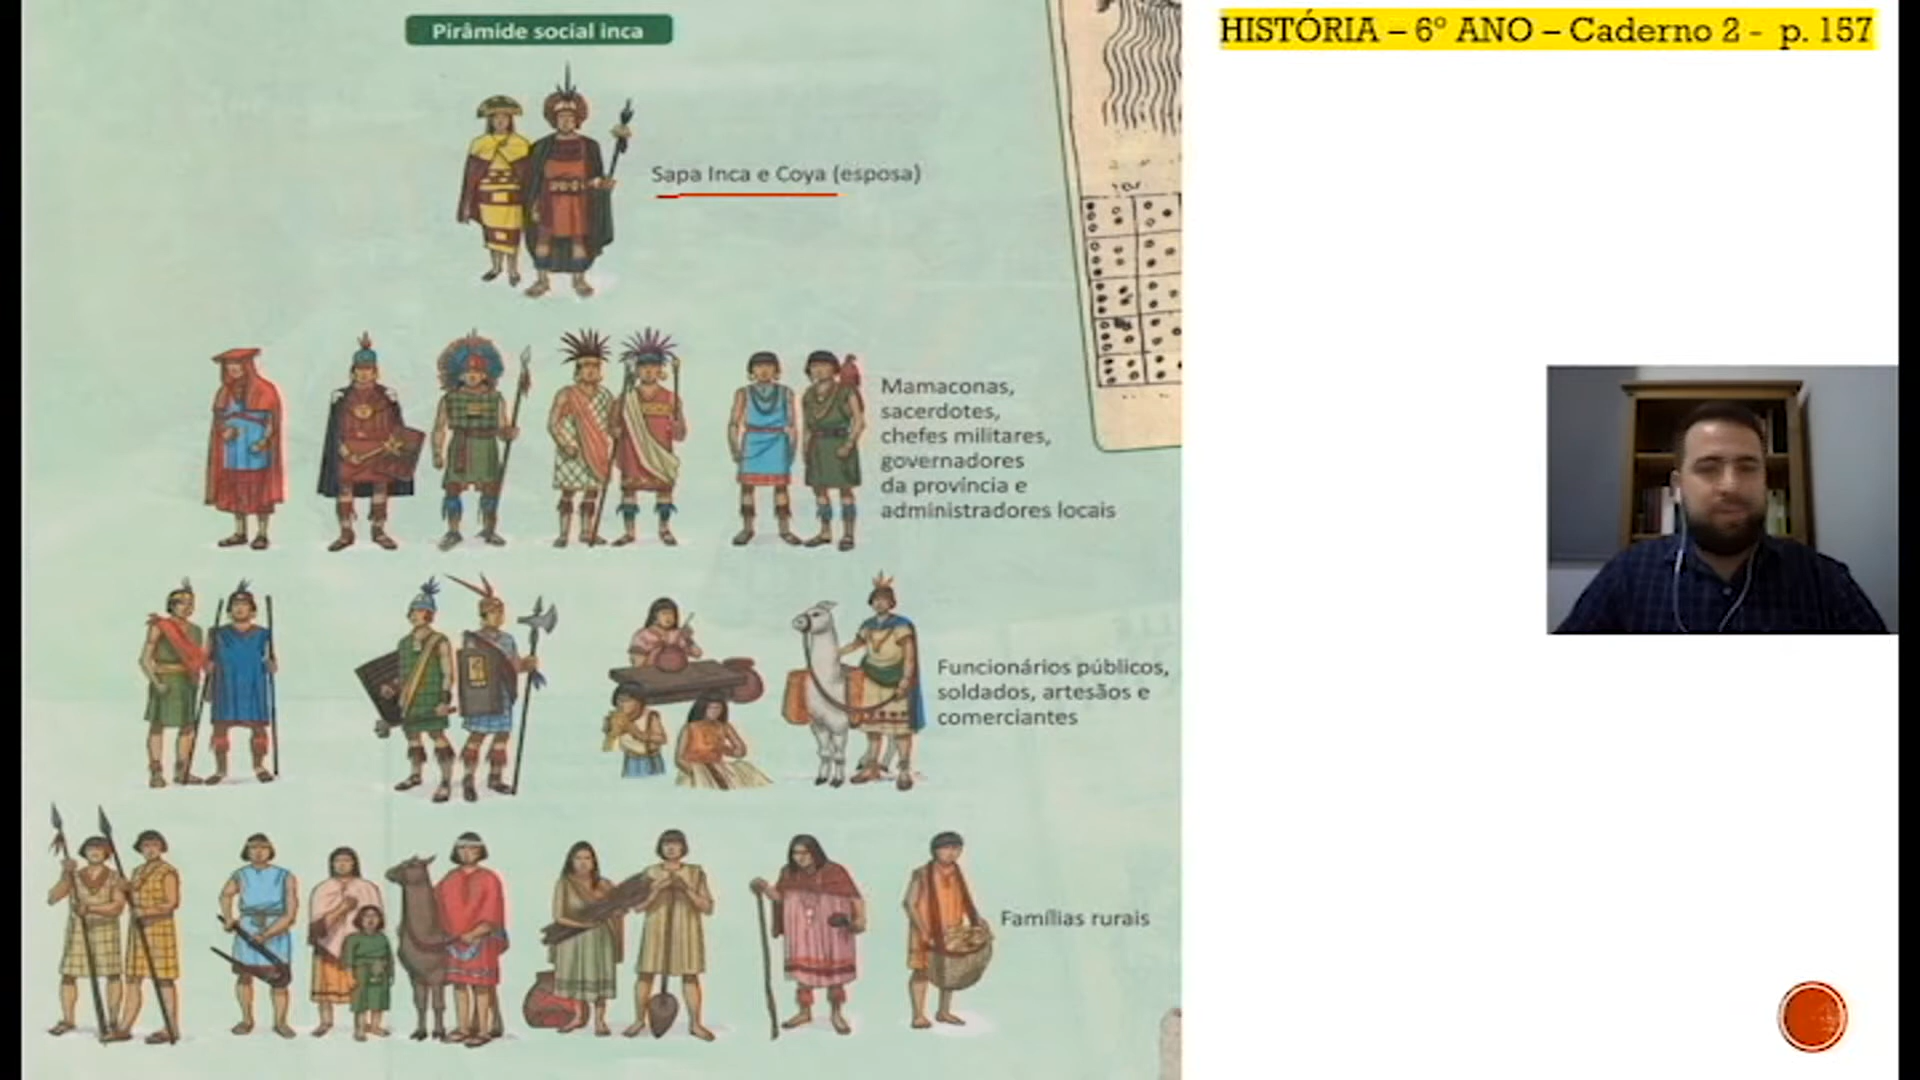 Pirâmide social inca
HISTÓRIA – 6º ANO – Caderno 2 - p. 157
Sapa Inca e Coya (esposa)
Mamaconas,
sacerdotes,
chefes militares,
governadores
da província e
administradores locais
Funcionários públicos,
soldados, artesãos e
comerciantes
Famílias rurais